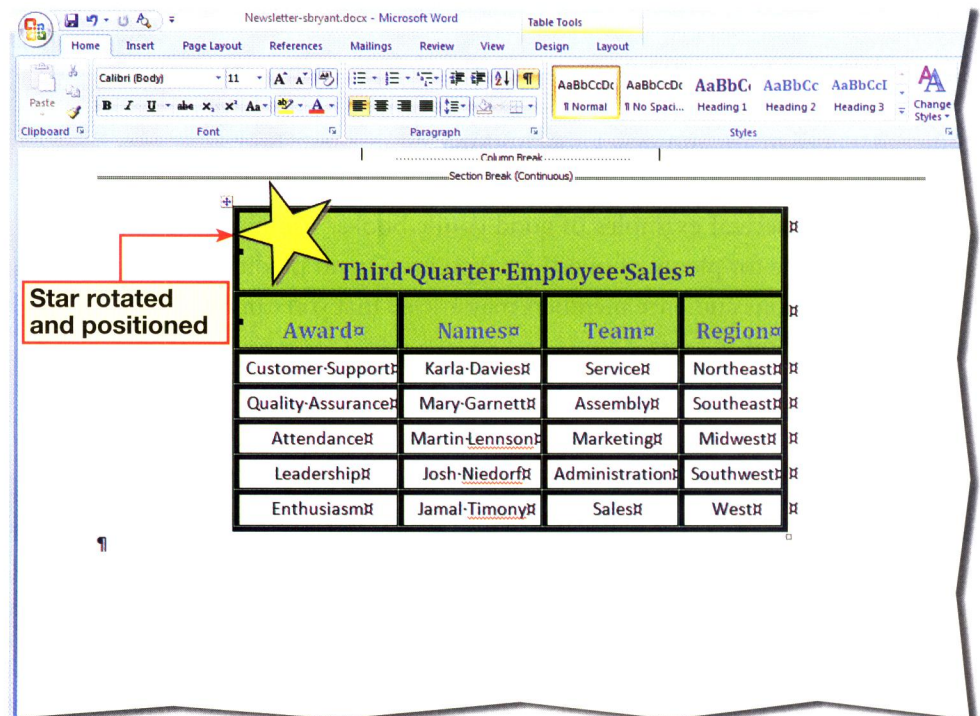 Newsletter-sbryant.docx - Microsoft Word
Table Tools
Home Insert Page Layout References Mailings Review View Design Layout
Calibri (Body) 11 A A
AaBbCcDc AaBbCcDc AaBbCc AaBbCc AaBbCcI
Paste
B I U abe X, X² Aa A
¶ Normal ¶ No Spaci... Heading 1 Heading 2 Heading 3
Change Styles
Clipboard Font Paragraph Styles
Column Break
Section Break (Continuous)
Star rotated
and positioned
Third·Quarter·Employee·Sales¤
Award¤ Names¤ Team¤ Region¤
Customer·Support¤ Karla·Davies¤ Service¤ Northeast¤
Quality·Assurance¤ Mary·Garnett¤ Assembly¤ Southeast¤
Attendance¤ Martin·Lennson¤ Marketing¤ Midwest¤
Leadership¤ Josh·Niedorf¤ Administration¤ Southwest¤
Enthusiasm¤ Jamal·Timony¤ Sales¤ West¤
¶